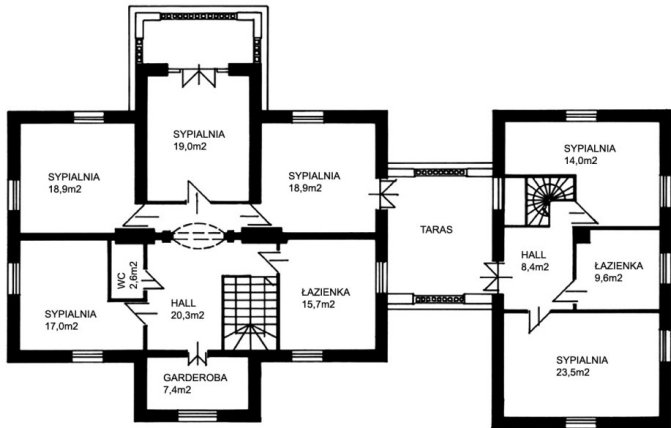 SYPIALNIA
19,0m2
SYPIALNIA
18,9m2
SYPIALNIA
18,9m2
SYPIALNIA
14,0m2
TARAS
HALL
8,4m2
ŁAZIENKA
9,6m2
WC
2,6m2
HALL
20,3m2
ŁAZIENKA
15,7m2
SYPIALNIA
17,0m2
SYPIALNIA
23,5m2
GARDEROBA
7,4m2